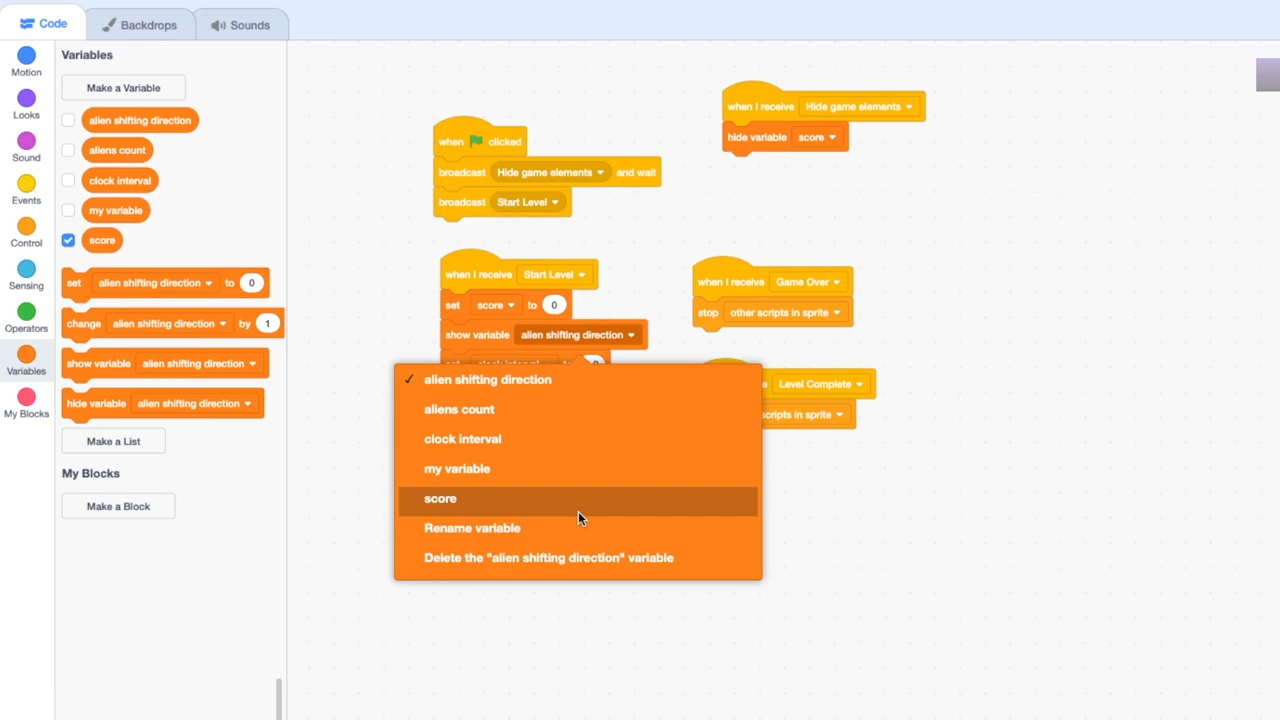 Code
Backdrops
Sounds
Motion
Looks
Sound
Events
Control
Sensing
Operators
Variables
My Blocks
Variables
Make a Variable
alien shifting direction
aliens count
clock interval
my variable
score
set alien shifting direction to 0
change alien shifting direction by 1
show variable alien shifting direction
hide variable alien shifting direction
Make a List
My Blocks
Make a Block
when clicked
broadcast Hide game elements and wait
broadcast Start Level
when I receive Start Level
set score to 0
show variable alien shifting direction
set clock interval to
alien shifting direction
aliens count
clock interval
my variable
score
Rename variable
Delete the "alien shifting direction" variable
when I receive Hide game elements
hide variable score
when I receive Game Over
stop other scripts in sprite
Level Complete
scripts in sprite